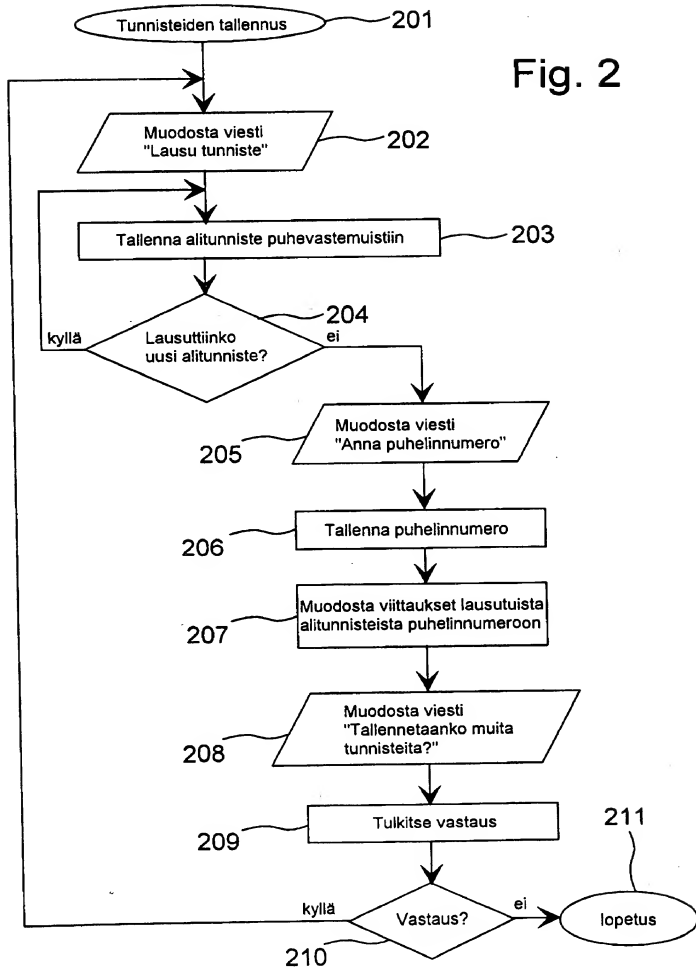 Tunnisteiden tallennus
201
Fig. 2
Muodosta viesti
"Lausu tunniste"
202
Tallenna alitunniste puhevastemuistiin
203
204
kyllä
Lausuttiinko
uusi alitunniste?
ei
Muodosta viesti
"Anna puhelinnumero"
205
Tallenna puhelinnumero
206
Muodosta viittaukset lausutuista
alitunnisteista puhelinnumeroon
207
Muodosta viesti
"Tallennetaanko muita
tunnisteita?"
208
Tulkitse vastaus
209
211
kyllä
Vastaus?
ei
lopetus
210